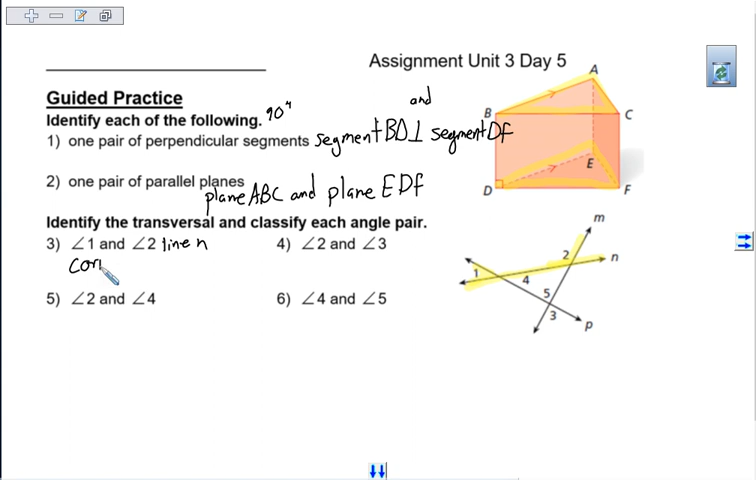 Assignment Unit 3 Day 5
Guided Practice
Identify each of the following. 90°
and
1) one pair of perpendicular segments segment BD ⊥ segment DF
2) one pair of parallel planes plane ABC and plane EDF
Identify the transversal and classify each angle pair.
3) ∠1 and ∠2 line n
corr
4) ∠2 and ∠3
5) ∠2 and ∠4
6) ∠4 and ∠5
A
B
C
E
D
F
m
2
n
1
4
5
3
p